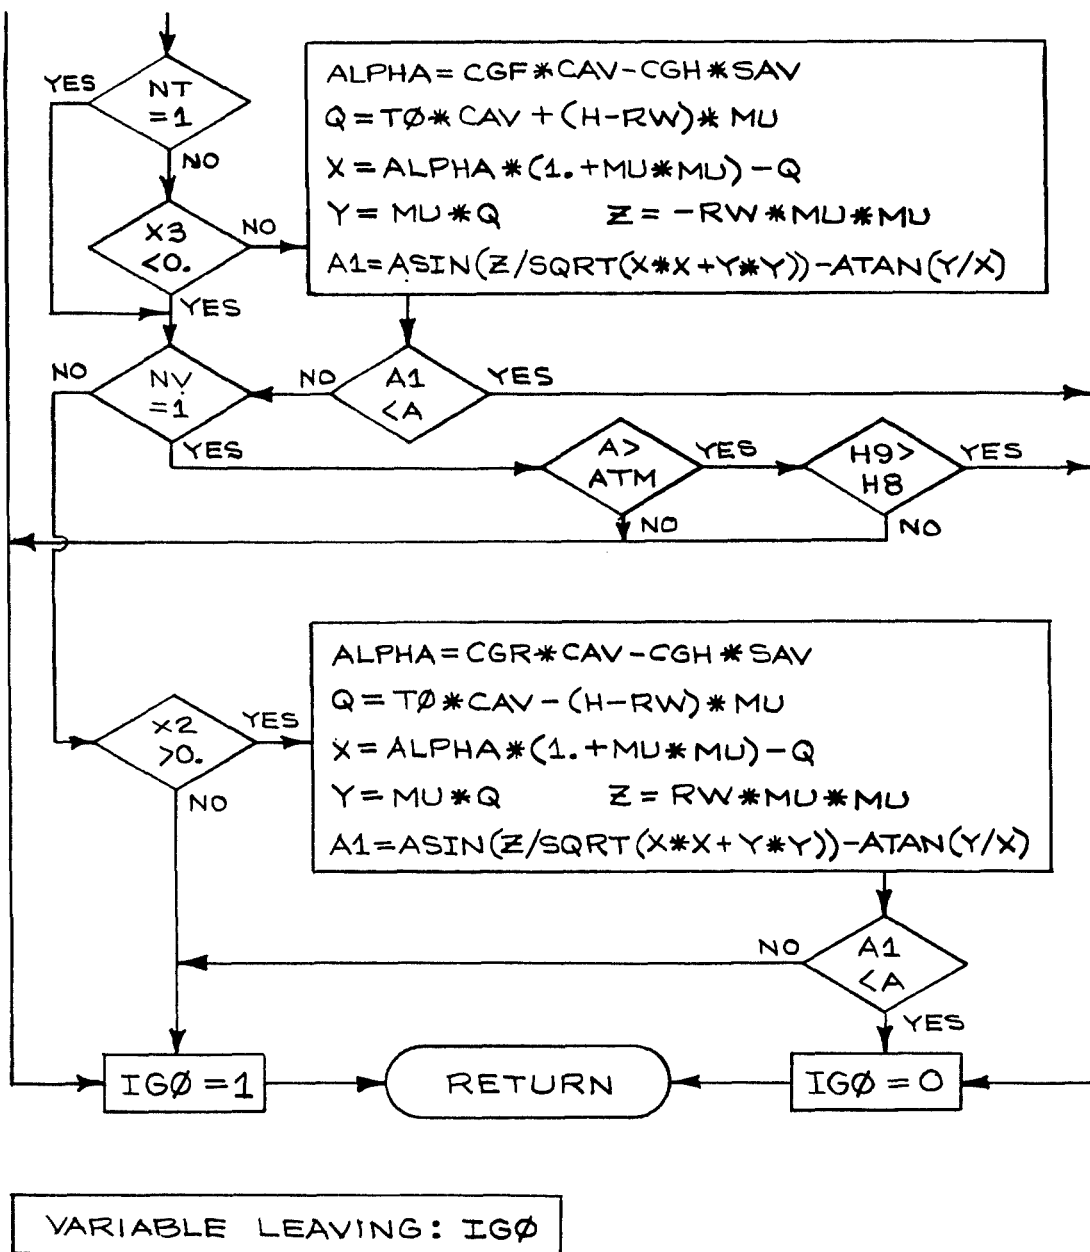 YES
NT
=1
NO
X3
<0.
NO
YES
ALPHA=CGF*CAV-CGH*SAV
Q=TØ*CAV+(H-RW)*MU
X=ALPHA*(1.+MU*MU)-Q
Y=MU*Q Z=-RW*MU*MU
A1=ASIN(Z/SQRT(X*X+Y*Y))-ATAN(Y/X)
NO
NV
=1
YES
NO
A1
<A
YES
A>
ATM
YES
NO
H9>
H8
YES
NO
ALPHA=CGR*CAV-CGH*SAV
Q=TØ*CAV-(H-RW)*MU
X=ALPHA*(1.+MU*MU)-Q
Y=MU*Q Z=RW*MU*MU
A1=ASIN(Z/SQRT(X*X+Y*Y))-ATAN(Y/X)
X2
>0.
YES
NO
NO
A1
<A
YES
IGØ=1
RETURN
IGØ=0
VARIABLE LEAVING: IGØ